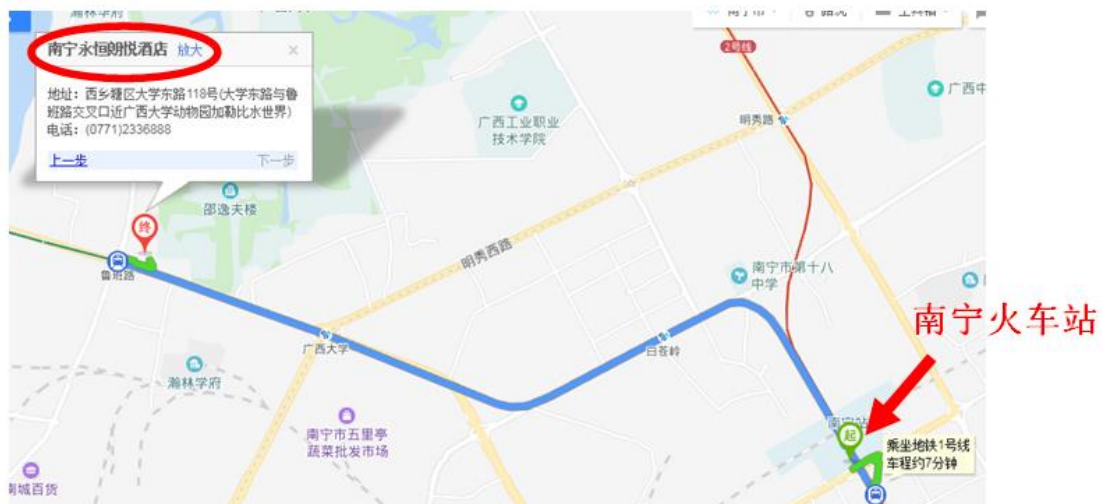 2号线
南宁永恒朗悦酒店 放大
地址：西乡塘区大学东路118号(大学东路与鲁
班路交叉口近广西大学动物园加勒比水世界)
电话：(0771)2336888
上一步 下一步
广西工业职业
技术学院
明秀路
广西中
邵逸夫楼
终
鲁班路
明秀西路
南宁市第十八
中学
南宁火车站
广西大学
白苍岭
瀚林学府
南宁市五里亭
蔬菜批发市场
南宁站
起
乘坐地铁1号线
车程约7分钟
南城百货